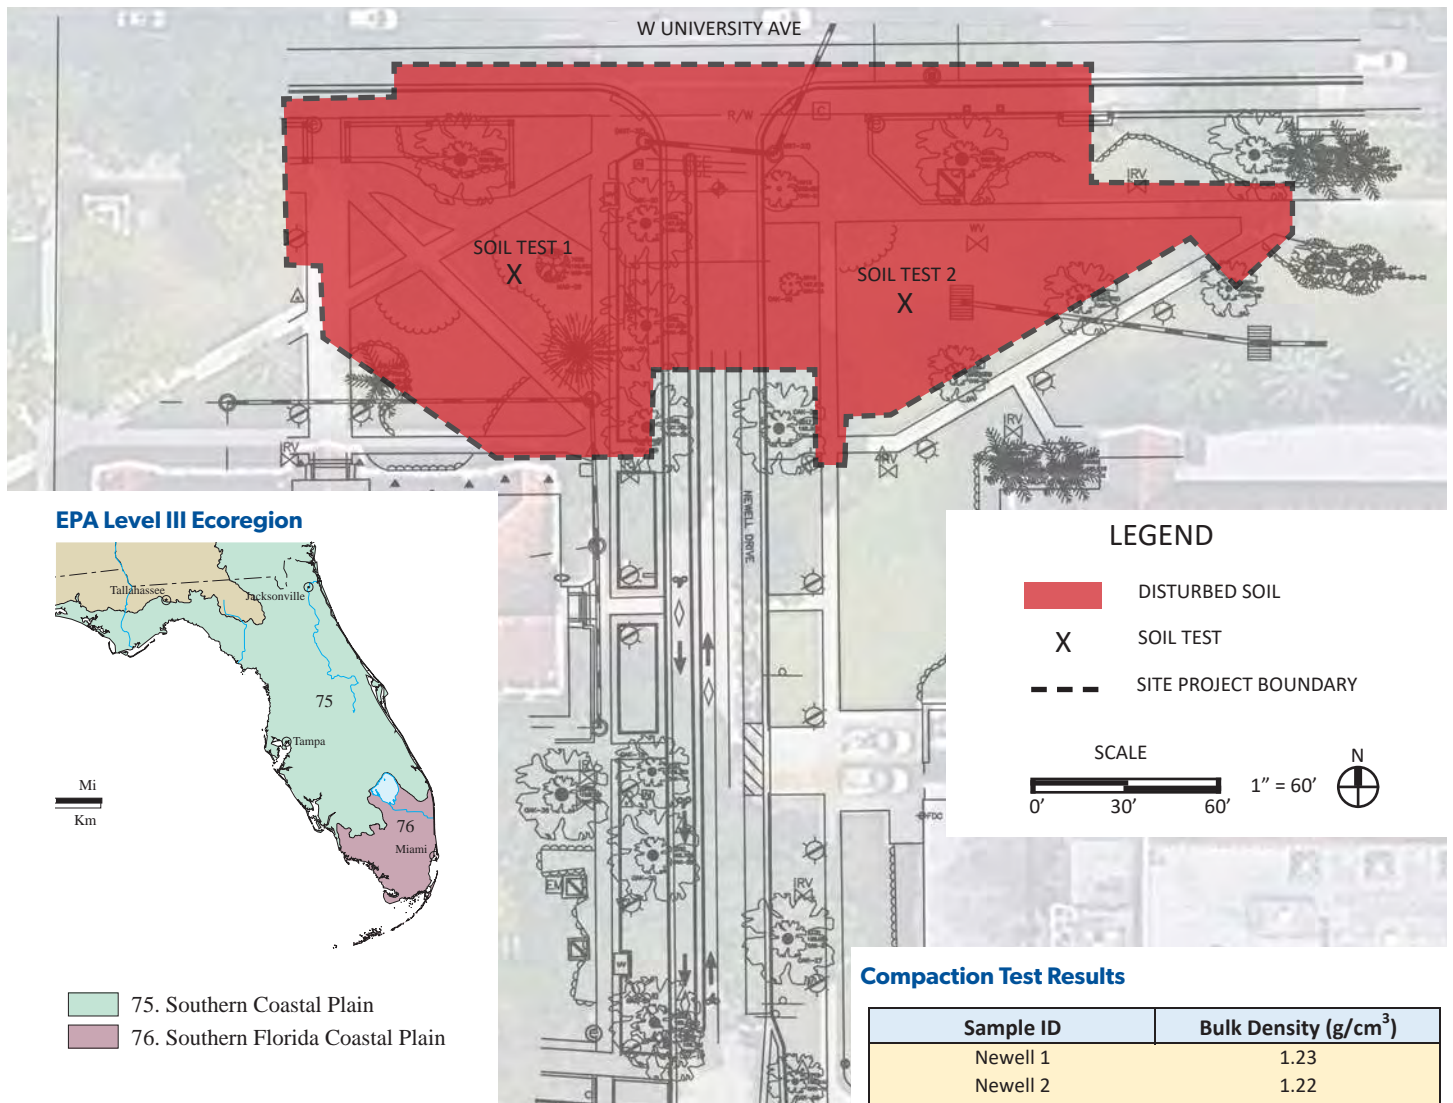 W UNIVERSITY AVE
R/W
R/W
C
IRV
SOIL TEST 1
X
WV
SOIL TEST 2
X
IRV
IRV
NEWELL DRIVE
EPA Level III Ecoregion
Tallahassee
Jacksonville
75
Tampa
Mi
Km
76
Miami
75. Southern Coastal Plain
76. Southern Florida Coastal Plain
LEGEND
DISTURBED SOIL
X SOIL TEST
SITE PROJECT BOUNDARY
SCALE
N
1” = 60’
0’ 30’ 60’
FDC
IRV
EM
W
Compaction Test Results
Sample ID Bulk Density (g/cm³)
Newell 1 1.23
Newell 2 1.22